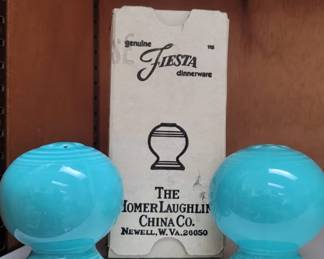 genuine
FIESTA
dinnerware
THE
HOMER LAUGHLIN
CHINA CO.
NEWELL, W. VA. 26050